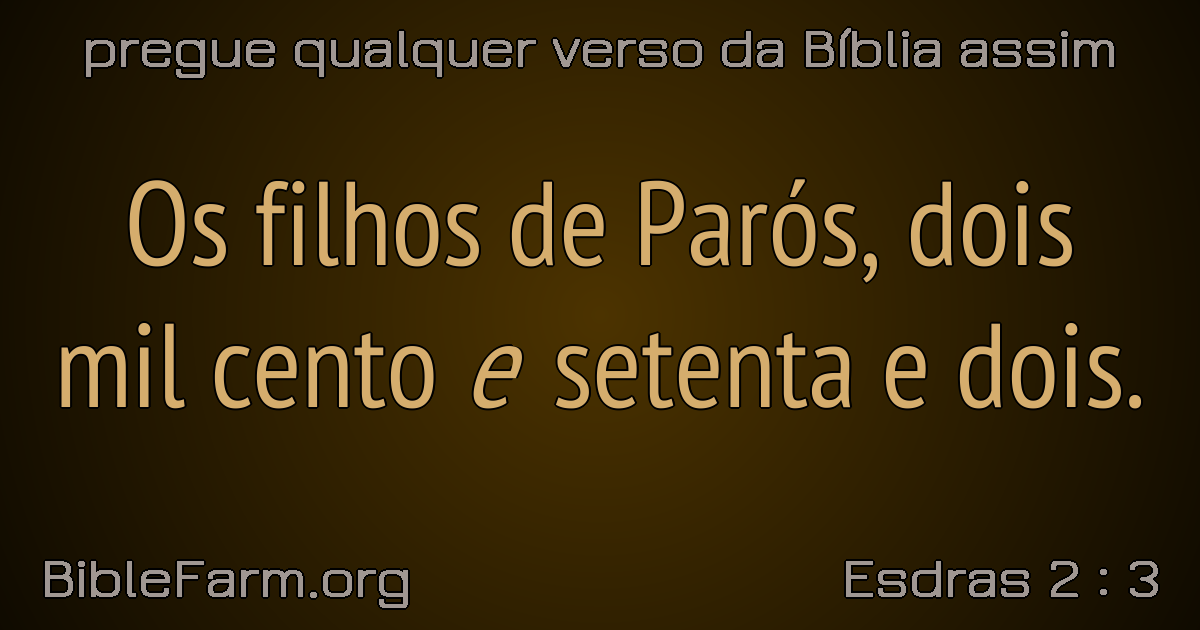 pregue qualquer verso da Bíblia assim
Os filhos de Parós, dois
mil cento e setenta e dois.
BibleFarm.org
Esdras 2 : 3